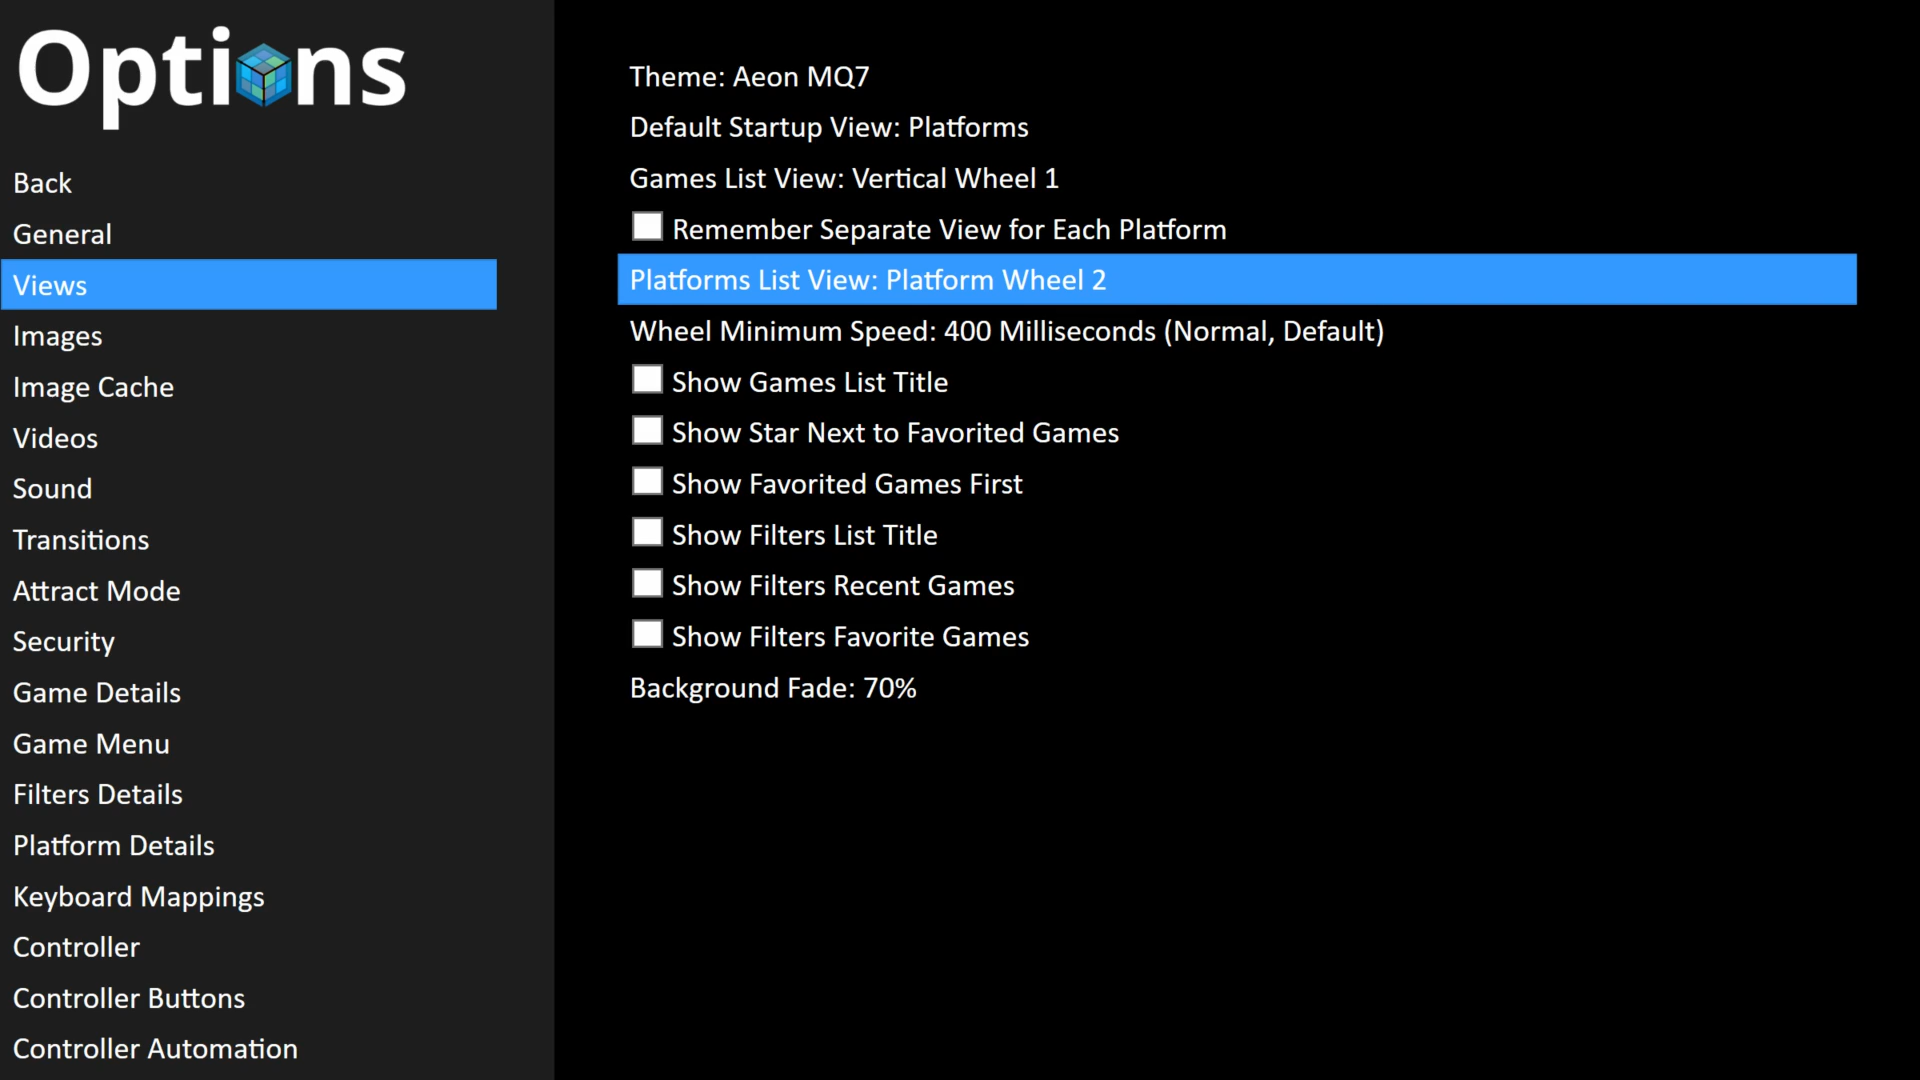 Options
Back
General
Views
Images
Image Cache
Videos
Sound
Transitions
Attract Mode
Security
Game Details
Game Menu
Filters Details
Platform Details
Keyboard Mappings
Controller
Controller Buttons
Controller Automation
Theme: Aeon MQ7
Default Startup View: Platforms
Games List View: Vertical Wheel 1
Remember Separate View for Each Platform
Platforms List View: Platform Wheel 2
Wheel Minimum Speed: 400 Milliseconds (Normal, Default)
Show Games List Title
Show Star Next to Favorited Games
Show Favorited Games First
Show Filters List Title
Show Filters Recent Games
Show Filters Favorite Games
Background Fade: 70%